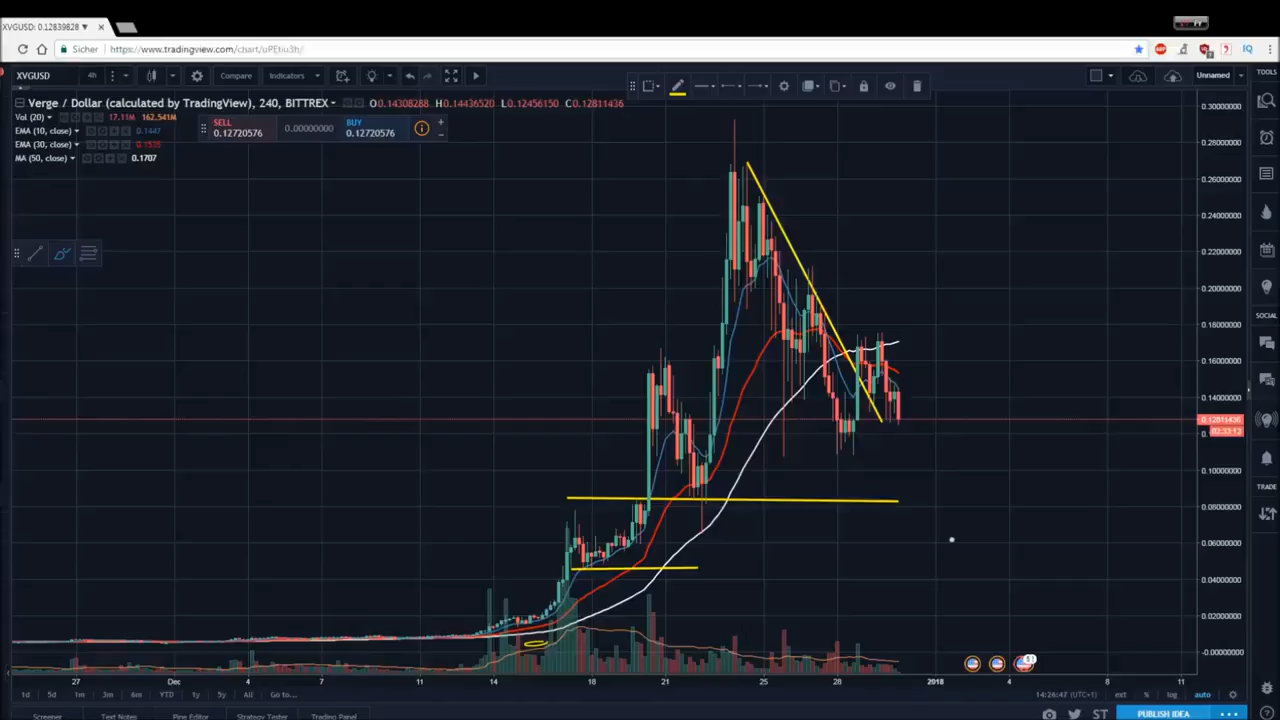 XVGUSD: 0.12839828 ▼
Sicher https://www.tradingview.com/chart/uPEtiu3h/
XVGUSD 4h Compare Indicators Unnamed TOOLS
Verge / Dollar (calculated by TradingView), 240, BITTREX O0.14308288 H0.14436520 L0.12456150 C0.12811436
Vol (20) 17.11M 162.541M
EMA (10, close) 0.1447
EMA (30, close) 0.1535
MA (50, close) 0.1707
SELL 0.00000000 BUY
0.12720576 0.12720576
0.30000000
0.28000000
0.26000000
0.24000000
0.22000000
0.20000000
0.18000000
SOCIAL
0.16000000
0.14000000
0.12811436
02:33:12
0.10000000
TRADE
0.08000000
0.06000000
0.04000000
0.02000000
-0.00000000
51
27 Dec 4 7 11 14 18 21 25 28 2018 4 8 11
1d 5d 1m 3m 6m YTD 1y 5y All Go to... 14:26:47 (UTC+1) ext % log auto
Screener Text Notes Pine Editor Strategy Tester Trading Panel ST PUBLISH IDEA